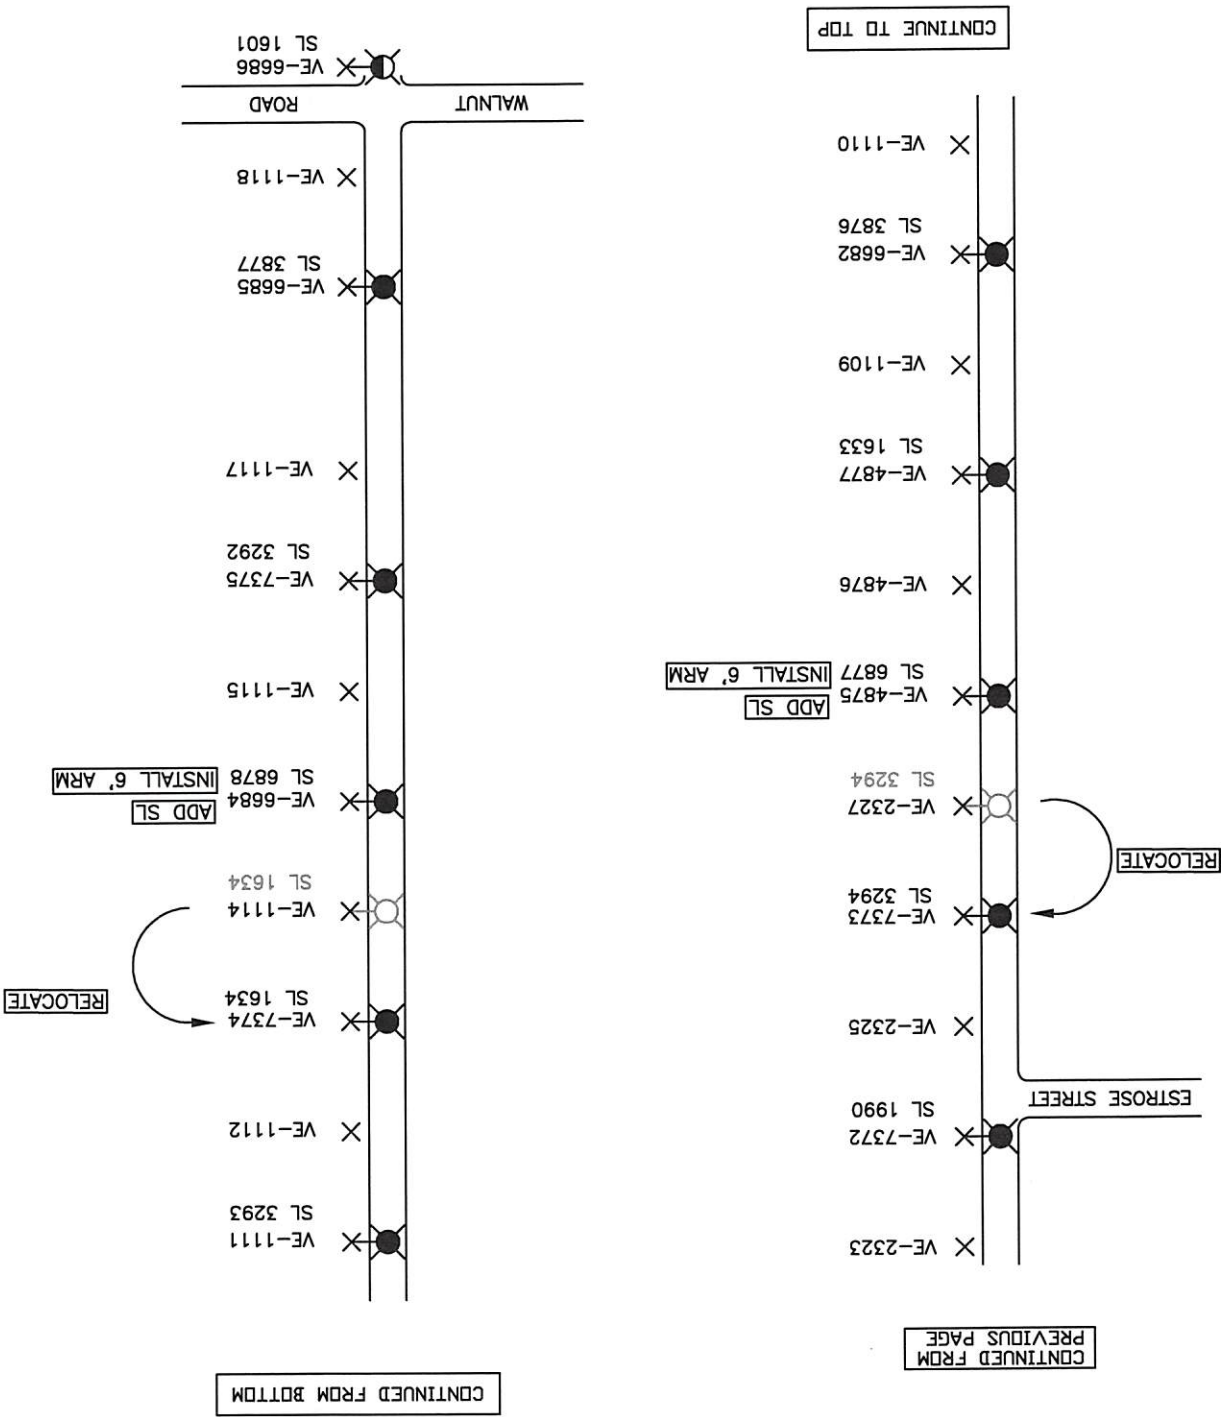 CONTINUED FROM
PREVIOUS PAGE
VE-2323
VE-7372
SL 1990
ESTROSE STREET
VE-2325
VE-7373
SL 3294
RELOCATE
VE-2327
SL 3294
VE-4875 ADD SL
SL 6877 INSTALL 6' ARM
VE-4876
VE-4877
SL 1633
VE-1109
VE-6682
SL 3876
VE-1110
CONTINUE TO TOP
CONTINUED FROM BOTTOM
VE-1111
SL 3293
VE-1112
VE-7374
SL 1634
RELOCATE
VE-1114
SL 1634
VE-6684 ADD SL
SL 6878 INSTALL 6' ARM
VE-1115
VE-7375
SL 3292
VE-1117
VE-6685
SL 3877
VE-1118
WALNUT ROAD
VE-6686
SL 1601